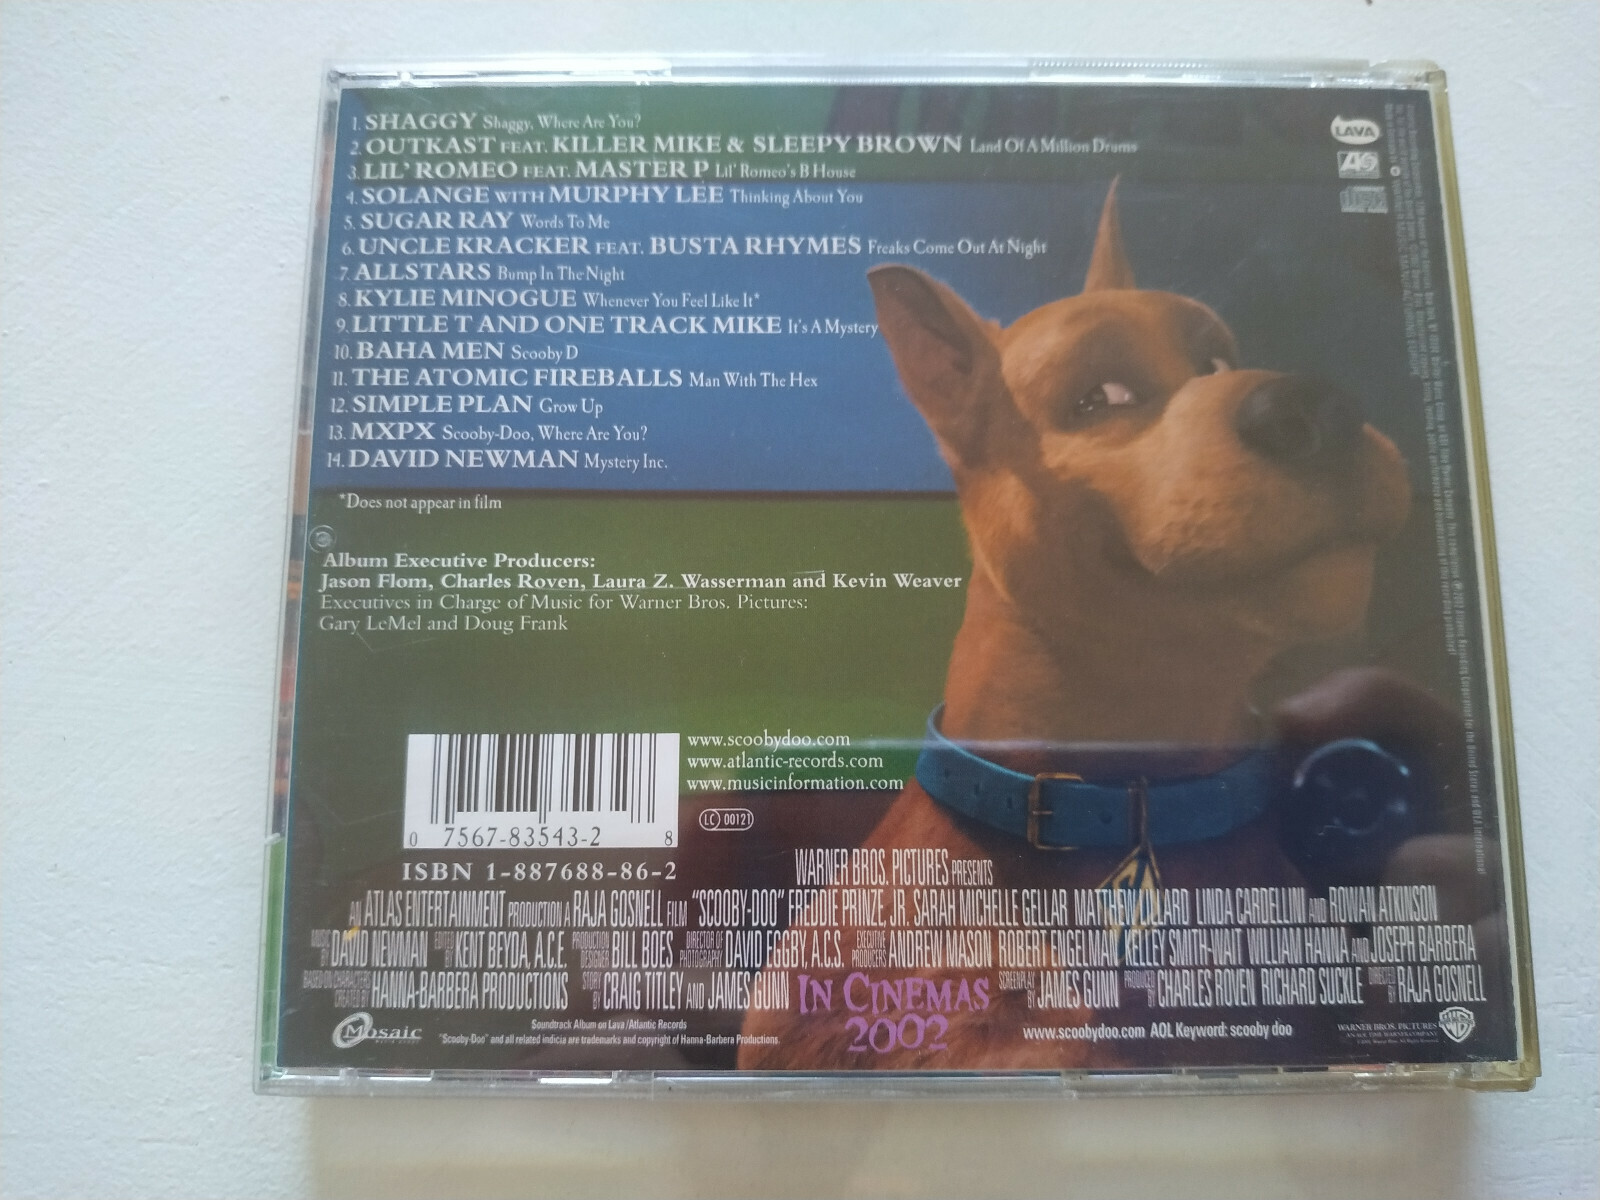 1. SHAGGY Shaggy, Where Are You?
2. OUTKAST FEAT. KILLER MIKE & SLEEPY BROWN Land Of A Million Drums
3. LIL' ROMEO FEAT. MASTER P Lil' Romeo's B House
4. SOLANGE WITH MURPHY LEE Thinking About You
5. SUGAR RAY Words To Me
6. UNCLE KRACKER FEAT. BUSTA RHYMES Freaks Come Out At Night
7. ALLSTARS Bump In The Night
8. KYLIE MINOGUE Whenever You Feel Like It*
9. LITTLE T AND ONE TRACK MIKE It's A Mystery
10. BAHA MEN Scooby D
11. THE ATOMIC FIREBALLS Man With The Hex
12. SIMPLE PLAN Grow Up
13. MXPX Scooby-Doo, Where Are You?
14. DAVID NEWMAN Mystery Inc.
*Does not appear in film
Album Executive Producers:
Jason Flom, Charles Roven, Laura Z. Wasserman and Kevin Weaver
Executives in Charge of Music for Warner Bros. Pictures:
Gary LeMel and Doug Frank
LAVA
www.scoobydoo.com
www.atlantic-records.com
www.musicinformation.com
LC 00121
0 7567-83543-2 8
ISBN 1-887688-86-2
WARNER BROS. PICTURES PRESENTS
AN ATLAS ENTERTAINMENT PRODUCTION A RAJA GOSNELL FILM "SCOOBY-DOO" FREDDIE PRINZE, JR. SARAH MICHELLE GELLAR MATTHEW LILLARD LINDA CARDELLINI AND ROWAN ATKINSON
MUSIC BY DAVID NEWMAN EDITED BY KENT BEYDA, A.C.E. PRODUCTION DESIGNER BILL BOES DIRECTOR OF PHOTOGRAPHY DAVID EGGBY, A.C.S. EXECUTIVE PRODUCERS ANDREW MASON ROBERT ENGELMAN KELLEY SMITH-WAIT WILLIAM HANNA AND JOSEPH BARBERA
BASED ON CHARACTERS CREATED BY HANNA-BARBERA PRODUCTIONS STORY BY CRAIG TITLEY AND JAMES GUNN SCREENPLAY BY JAMES GUNN PRODUCED BY CHARLES ROVEN RICHARD SUCKLE DIRECTED BY RAJA GOSNELL
IN CINEMAS
2002
Mosaic
Soundtrack Album on Lava/Atlantic Records
"Scooby-Doo" and all related indicia are trademarks and copyright of Hanna-Barbera Productions.
www.scoobydoo.com AOL Keyword: scooby doo
WARNER BROS. PICTURES
WB